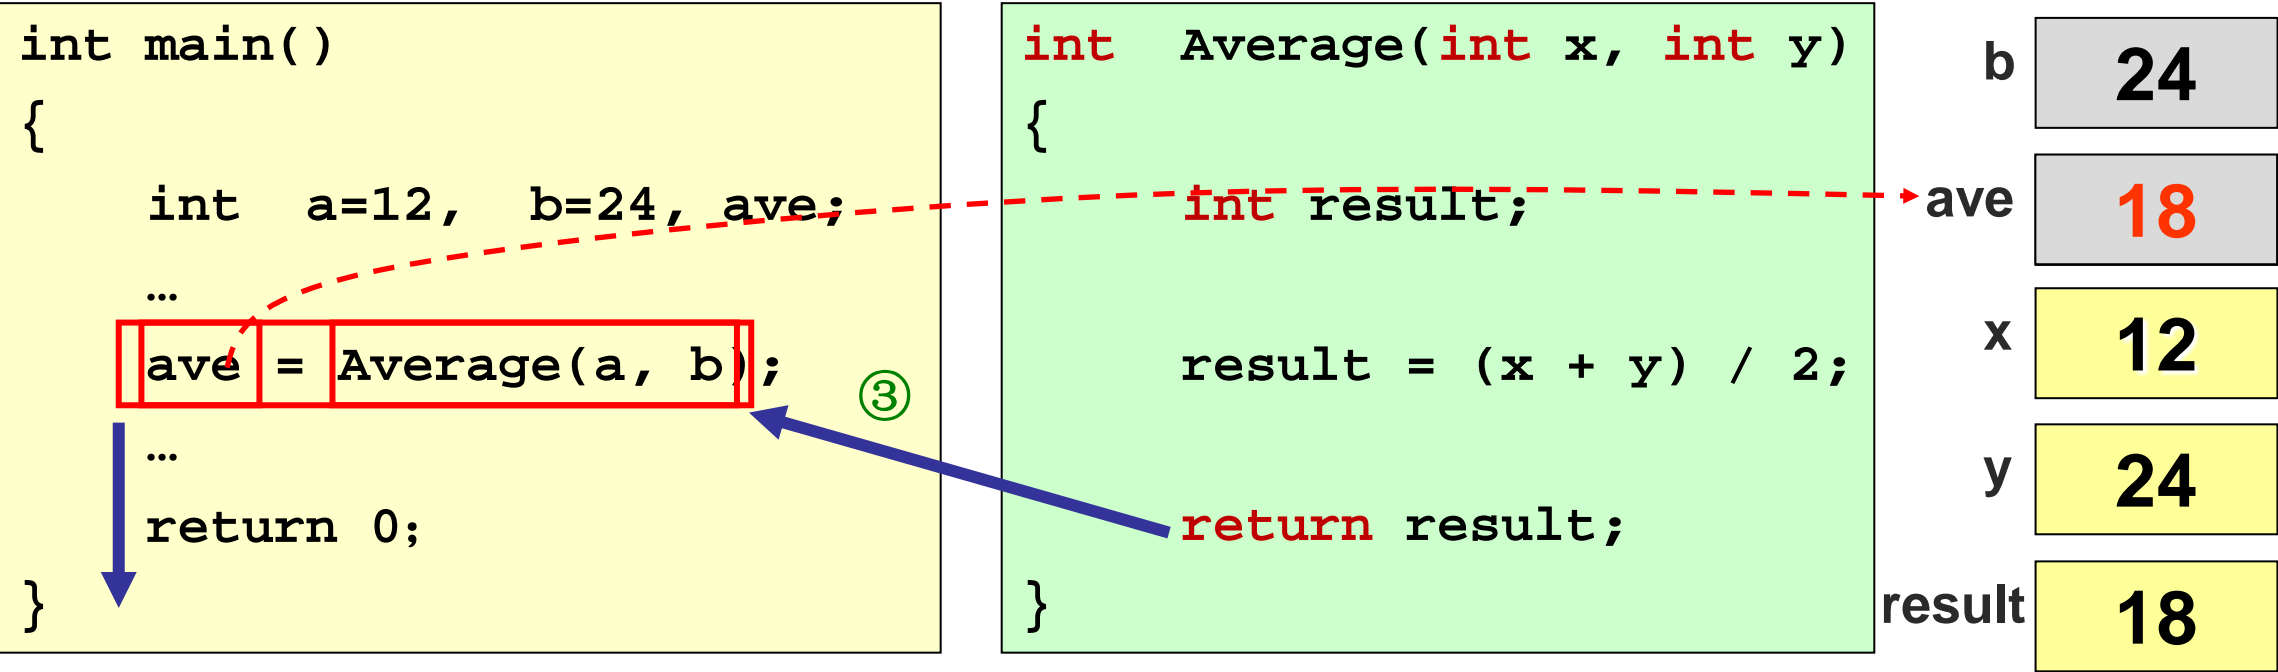 int main()
{
int  a=12,  b=24, ave;
…
ave = Average(a, b);
…
return 0;
}
③
int  Average(int x, int y)
{
int result;
result = (x + y) / 2;
return result;
}
b 24
ave 18
x 12
y 24
result 18